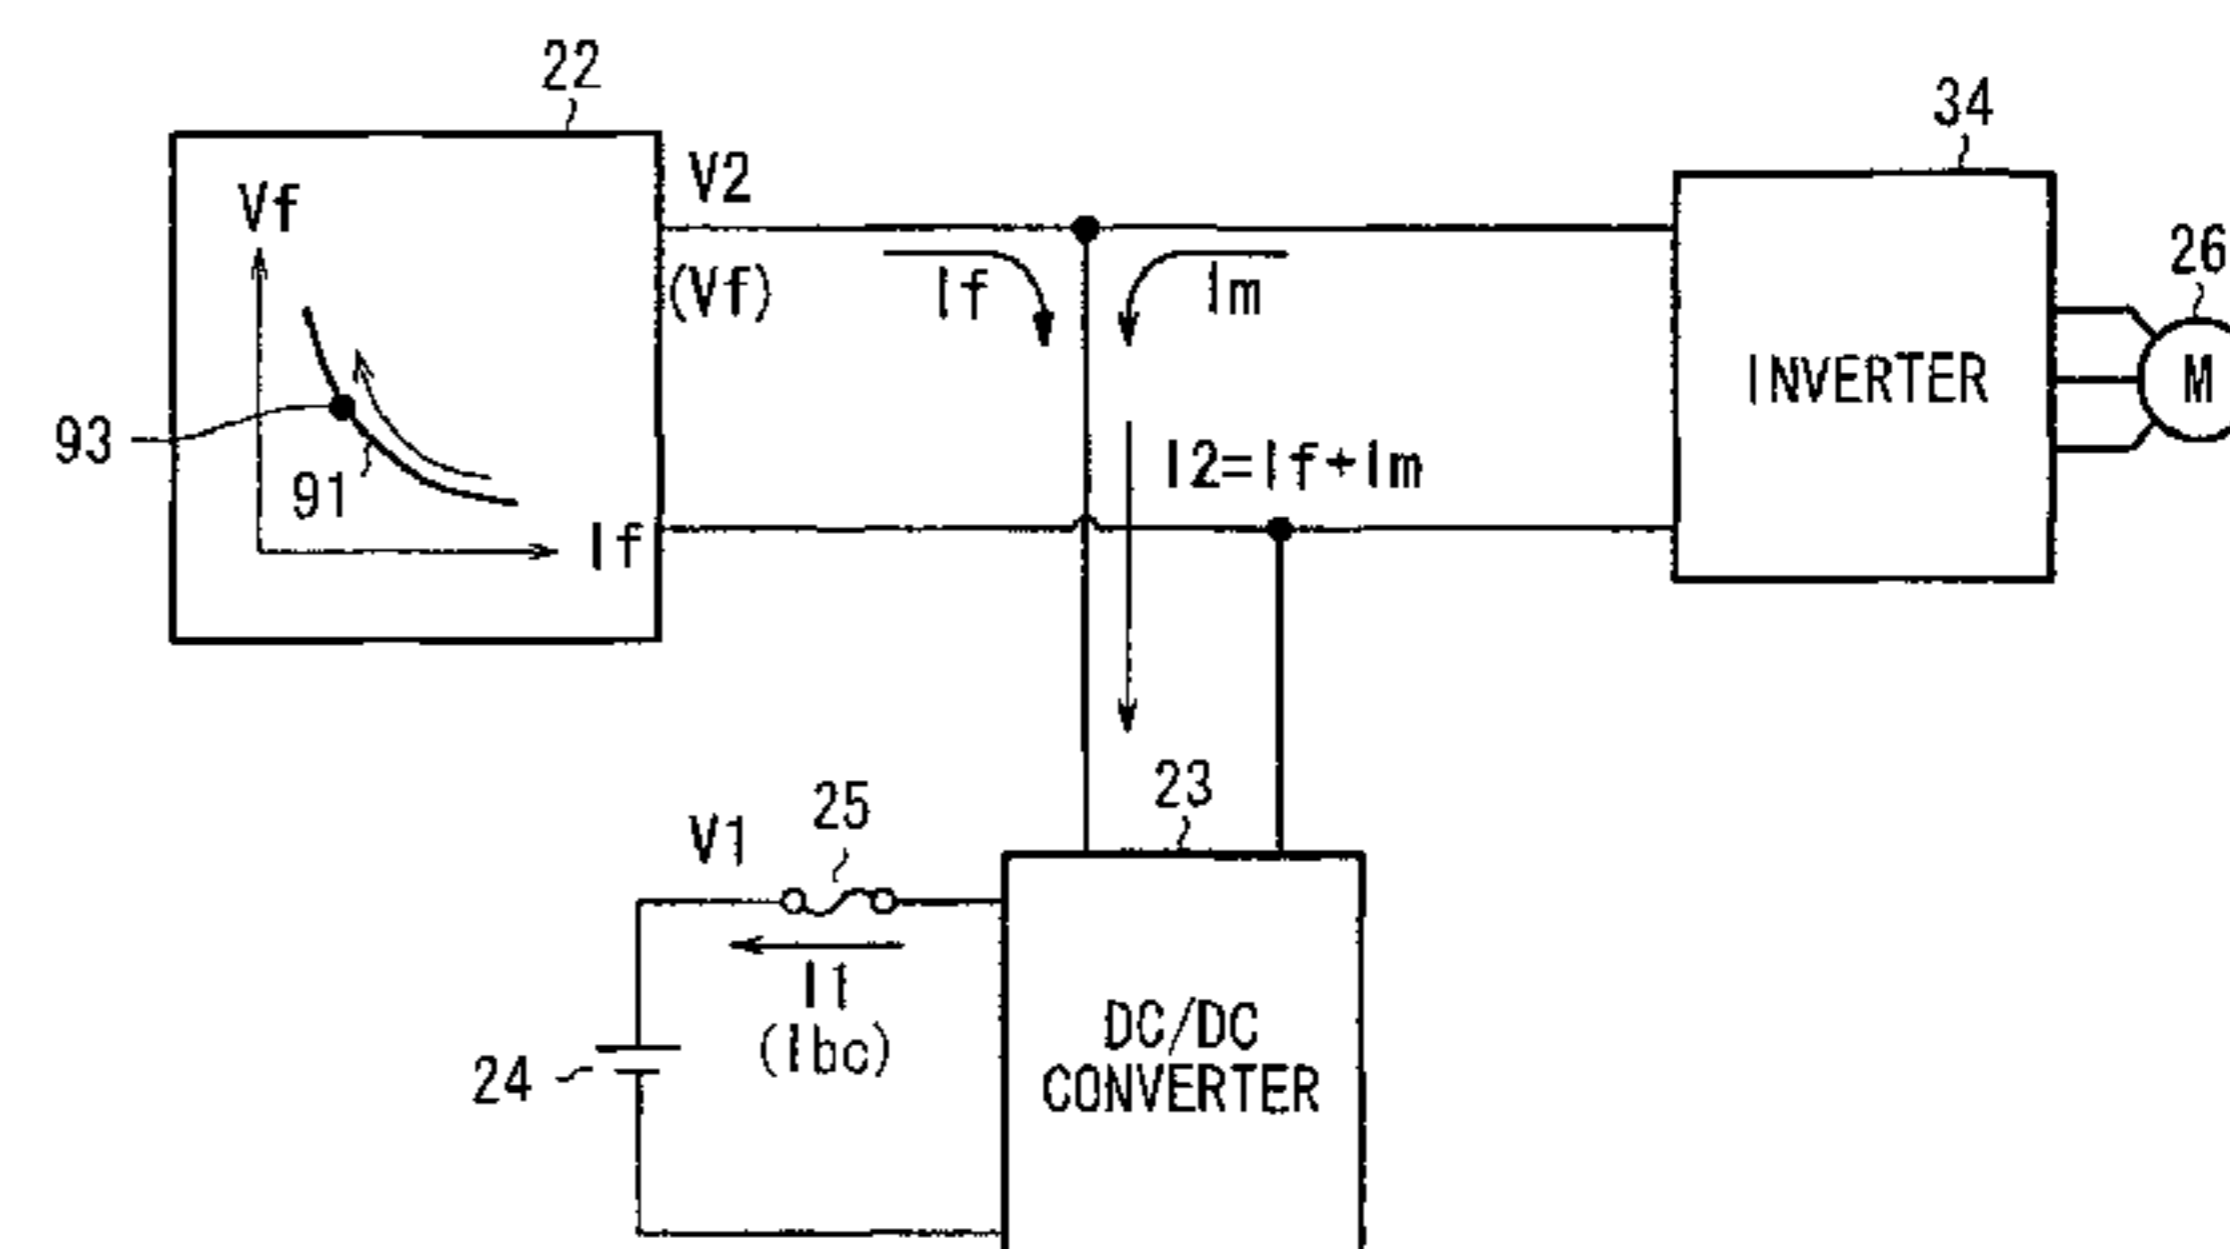 22
34
V2
Vf
26
(Vf)
If
Im
INVERTER
M
93
I2=If+Im
91
If
23
25
V1
I1
(Ibc)
DC/DC
CONVERTER
24